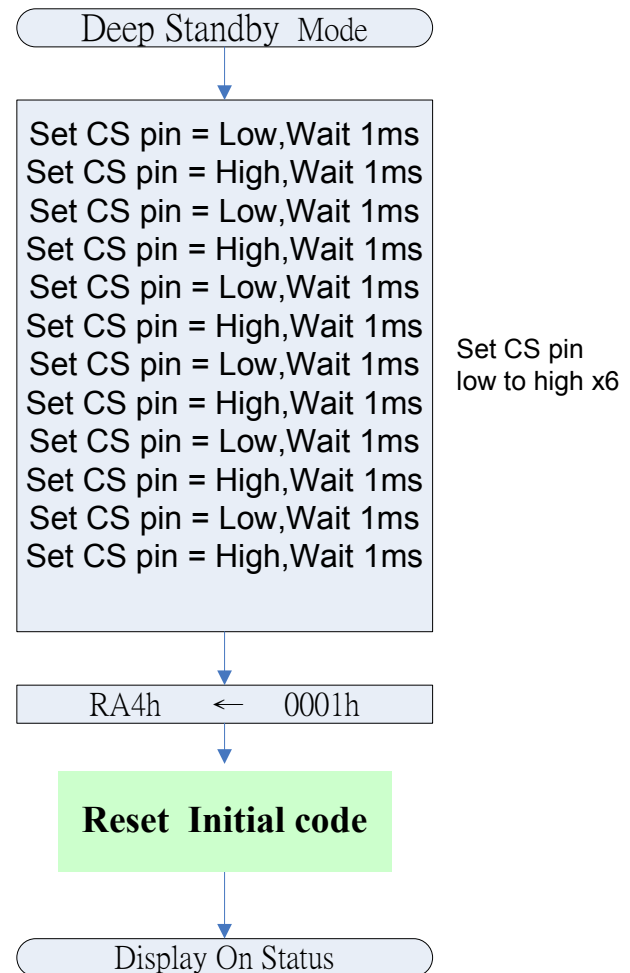 Deep Standby Mode
Set CS pin = Low,Wait 1ms
Set CS pin = High,Wait 1ms
Set CS pin = Low,Wait 1ms
Set CS pin = High,Wait 1ms
Set CS pin = Low,Wait 1ms
Set CS pin = High,Wait 1ms
Set CS pin = Low,Wait 1ms
Set CS pin = High,Wait 1ms
Set CS pin = Low,Wait 1ms
Set CS pin = High,Wait 1ms
Set CS pin = Low,Wait 1ms
Set CS pin = High,Wait 1ms
Set CS pin
low to high x6
RA4h ← 0001h
Reset Initial code
Display On Status